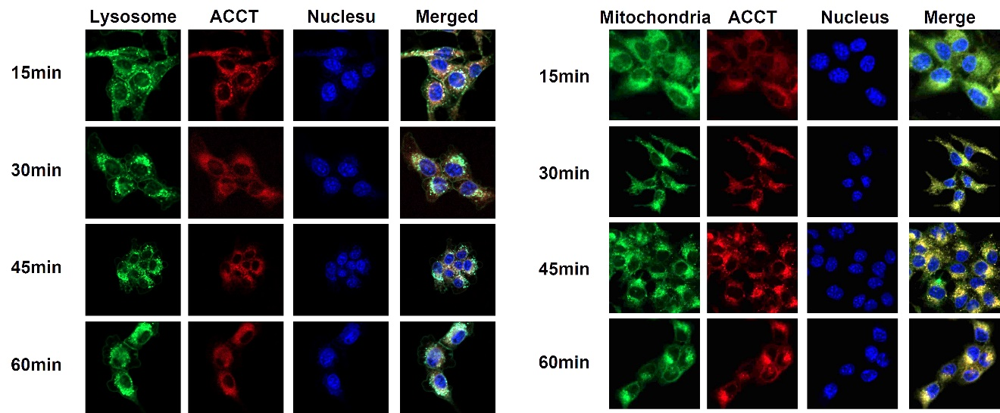 Lysosome ACCT Nuclesu Merged
15min
30min
45min
60min
Mitochondria ACCT Nucleus Merge
15min
30min
45min
60min